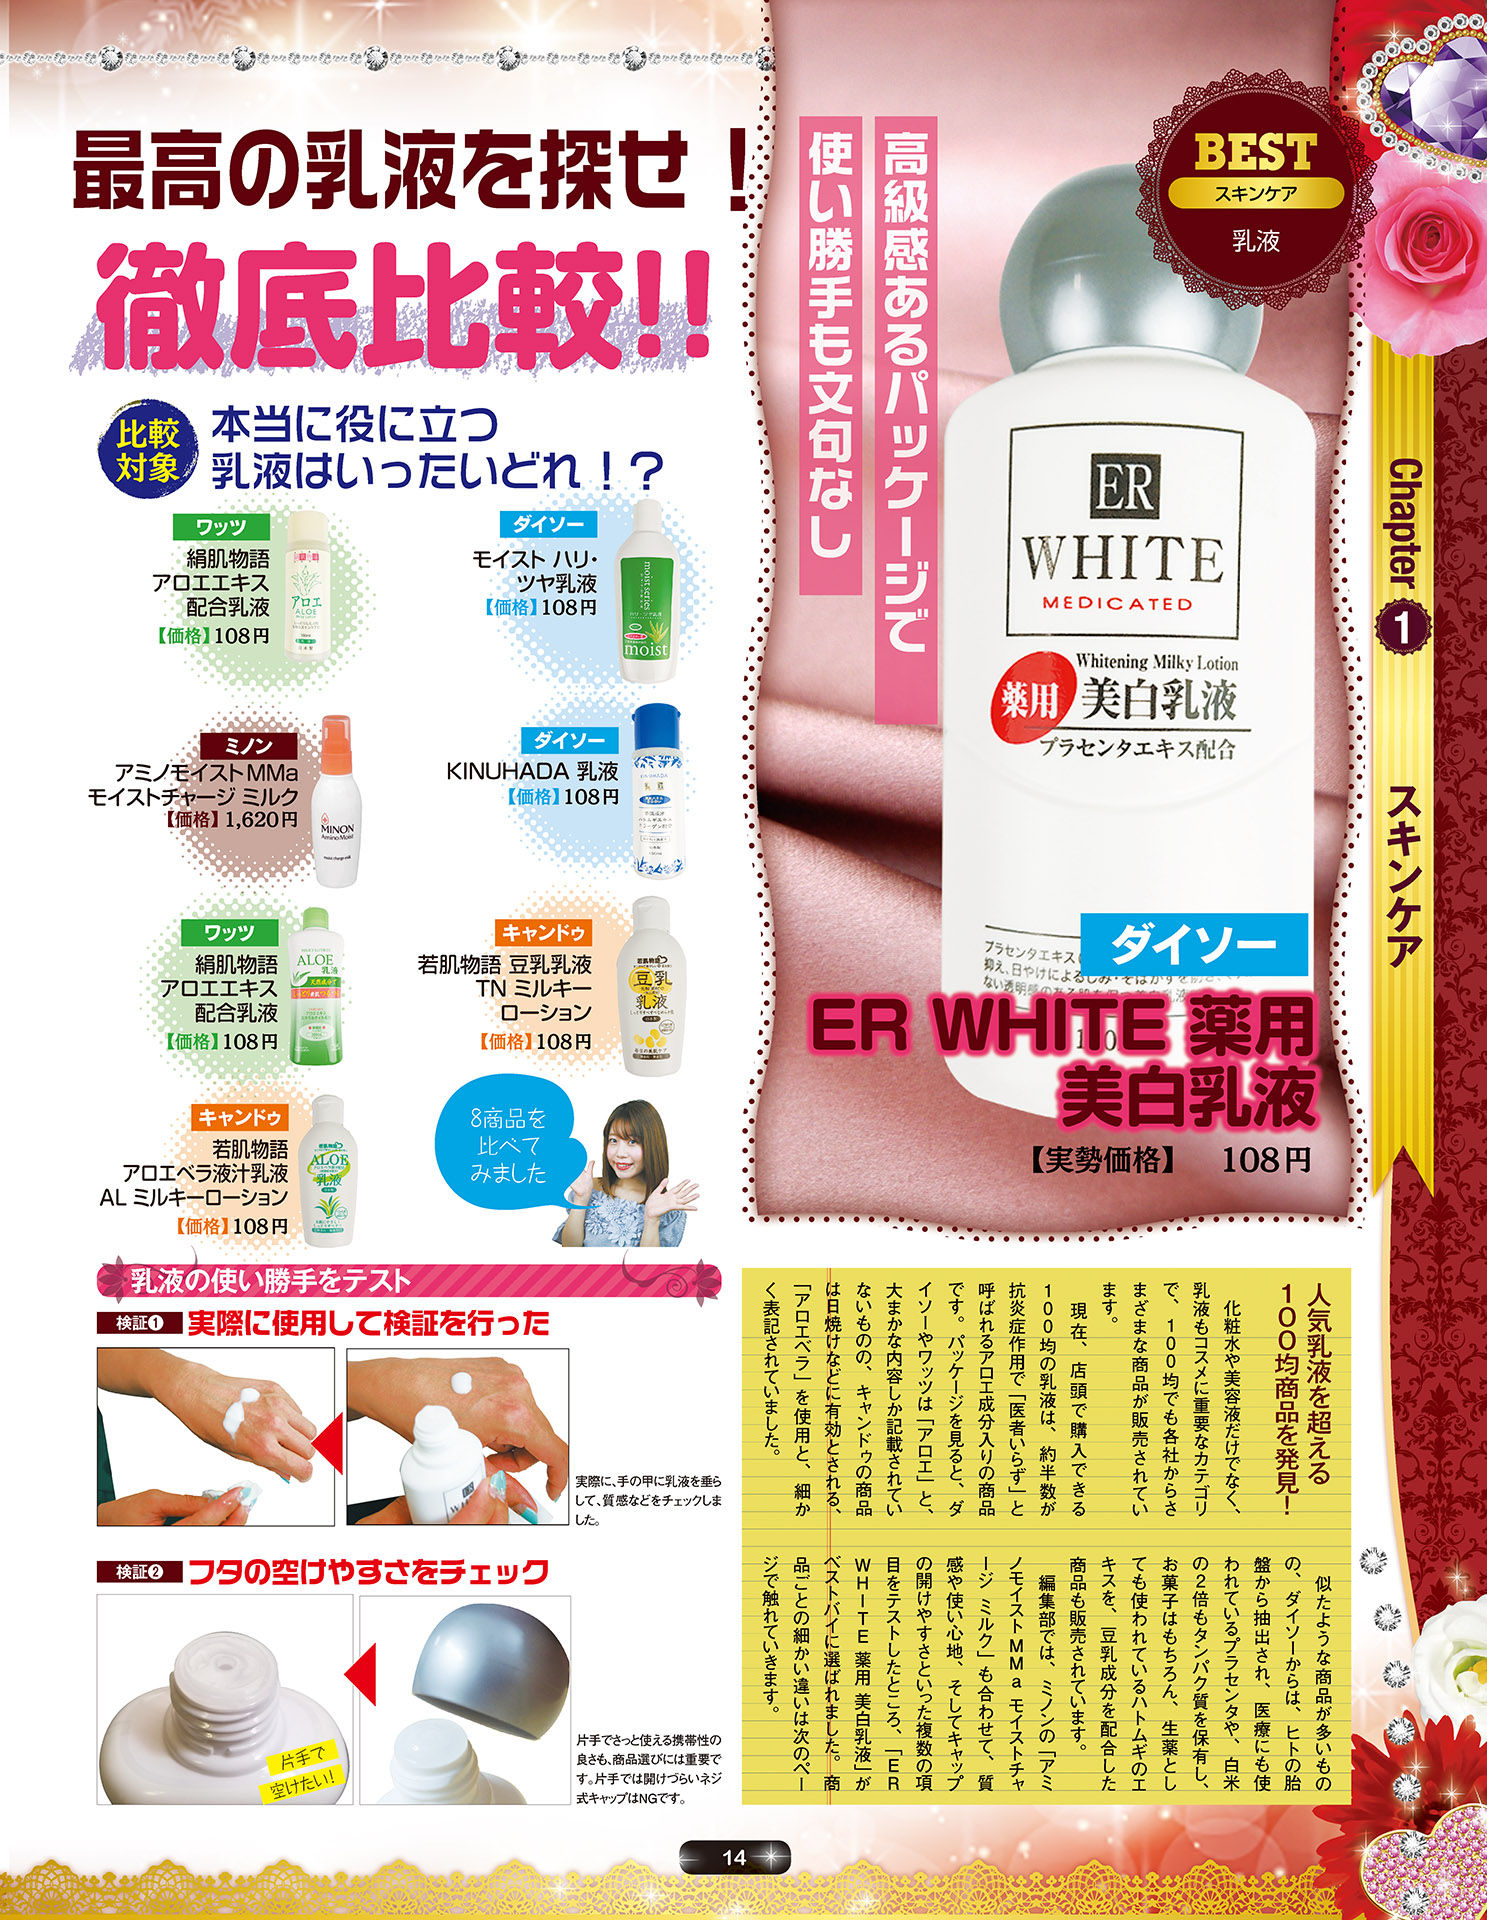 最高の乳液を探せ！
徹底比較!!
比較
対象
本当に役に立つ
乳液はいったいどれ！？
ワッツ
絹肌物語
アロエエキス
配合乳液
【価格】108円
アロエ
ALOE
ダイソー
モイスト ハリ・
ツヤ乳液
【価格】108円
moist series
moist
ミノン
アミノモイスト MMa
モイストチャージ ミルク
【価格】1,620円
MINON
Amino Moist
moist charge milk
ダイソー
KINUHADA 乳液
【価格】108円
KINUHADA
ワッツ
絹肌物語
アロエエキス
配合乳液
【価格】108円
ALOE
乳液
キャンドゥ
若肌物語 豆乳乳液
TN ミルキー
ローション
【価格】108円
若肌物語
豆乳
乳液
キャンドゥ
若肌物語
アロエベラ液汁乳液
AL ミルキーローション
【価格】108円
若肌物語
ALOE
乳液
8商品を
比べて
みました
高級感あるパッケージで
使い勝手も文句なし
BEST
スキンケア
乳液
ER
WHITE
MEDICATED
Whitening Milky Lotion
薬用
美白乳液
プラセンタエキス配合
ダイソー
ER WHITE 薬用
美白乳液
【実勢価格】 108円
Chapter
1
スキンケア
乳液の使い勝手をテスト
検証❶
実際に使用して検証を行った
実際に、手の甲に乳液を垂ら
して、質感などをチェックしま
した。
検証❷
フタの空けやすさをチェック
片手で
空けたい！
片手でさっと使える携帯性の
良さも、商品選びには重要で
す。片手では開けづらいネジ
式キャップはNGです。
人気乳液を超える
100均商品を発見！
化粧水や美容液だけでなく、
乳液もコスメに重要なカテゴリ
で、100均でも各社からさ
まざまな商品が販売されてい
ます。
現在、店頭で購入できる
100均の乳液は、約半数が
抗炎症作用で「医者いらず」と
呼ばれるアロエ成分入りの商品
です。パッケージを見ると、ダ
イソーやワッツは「アロエ」と、
大まかな内容しか記載されてい
ないものの、キャンドゥの商品
は日焼けなどに有効とされる、
「アロエベラ」を使用と、細か
く表記されていました。
似たような商品が多いもの
の、ダイソーからは、ヒトの胎
盤から抽出され、医療にも使
われているプラセンタや、白米
の2倍もタンパク質を保有し、
お菓子はもちろん、生薬とし
ても使われているハトムギのエ
キスを、豆乳成分を配合した
商品も販売されています。
編集部では、ミノンの「アミ
ノモイストMMa モイストチャ
ージ ミルク」も合わせて、質
感や使い心地、そしてキャップ
の開けやすさといった複数の項
目をテストしたところ、「ER
WHITE 薬用 美白乳液」が
ベストバイに選ばれました。商
品ごとの細かい違いは次のペー
ジで触れていきます。
14